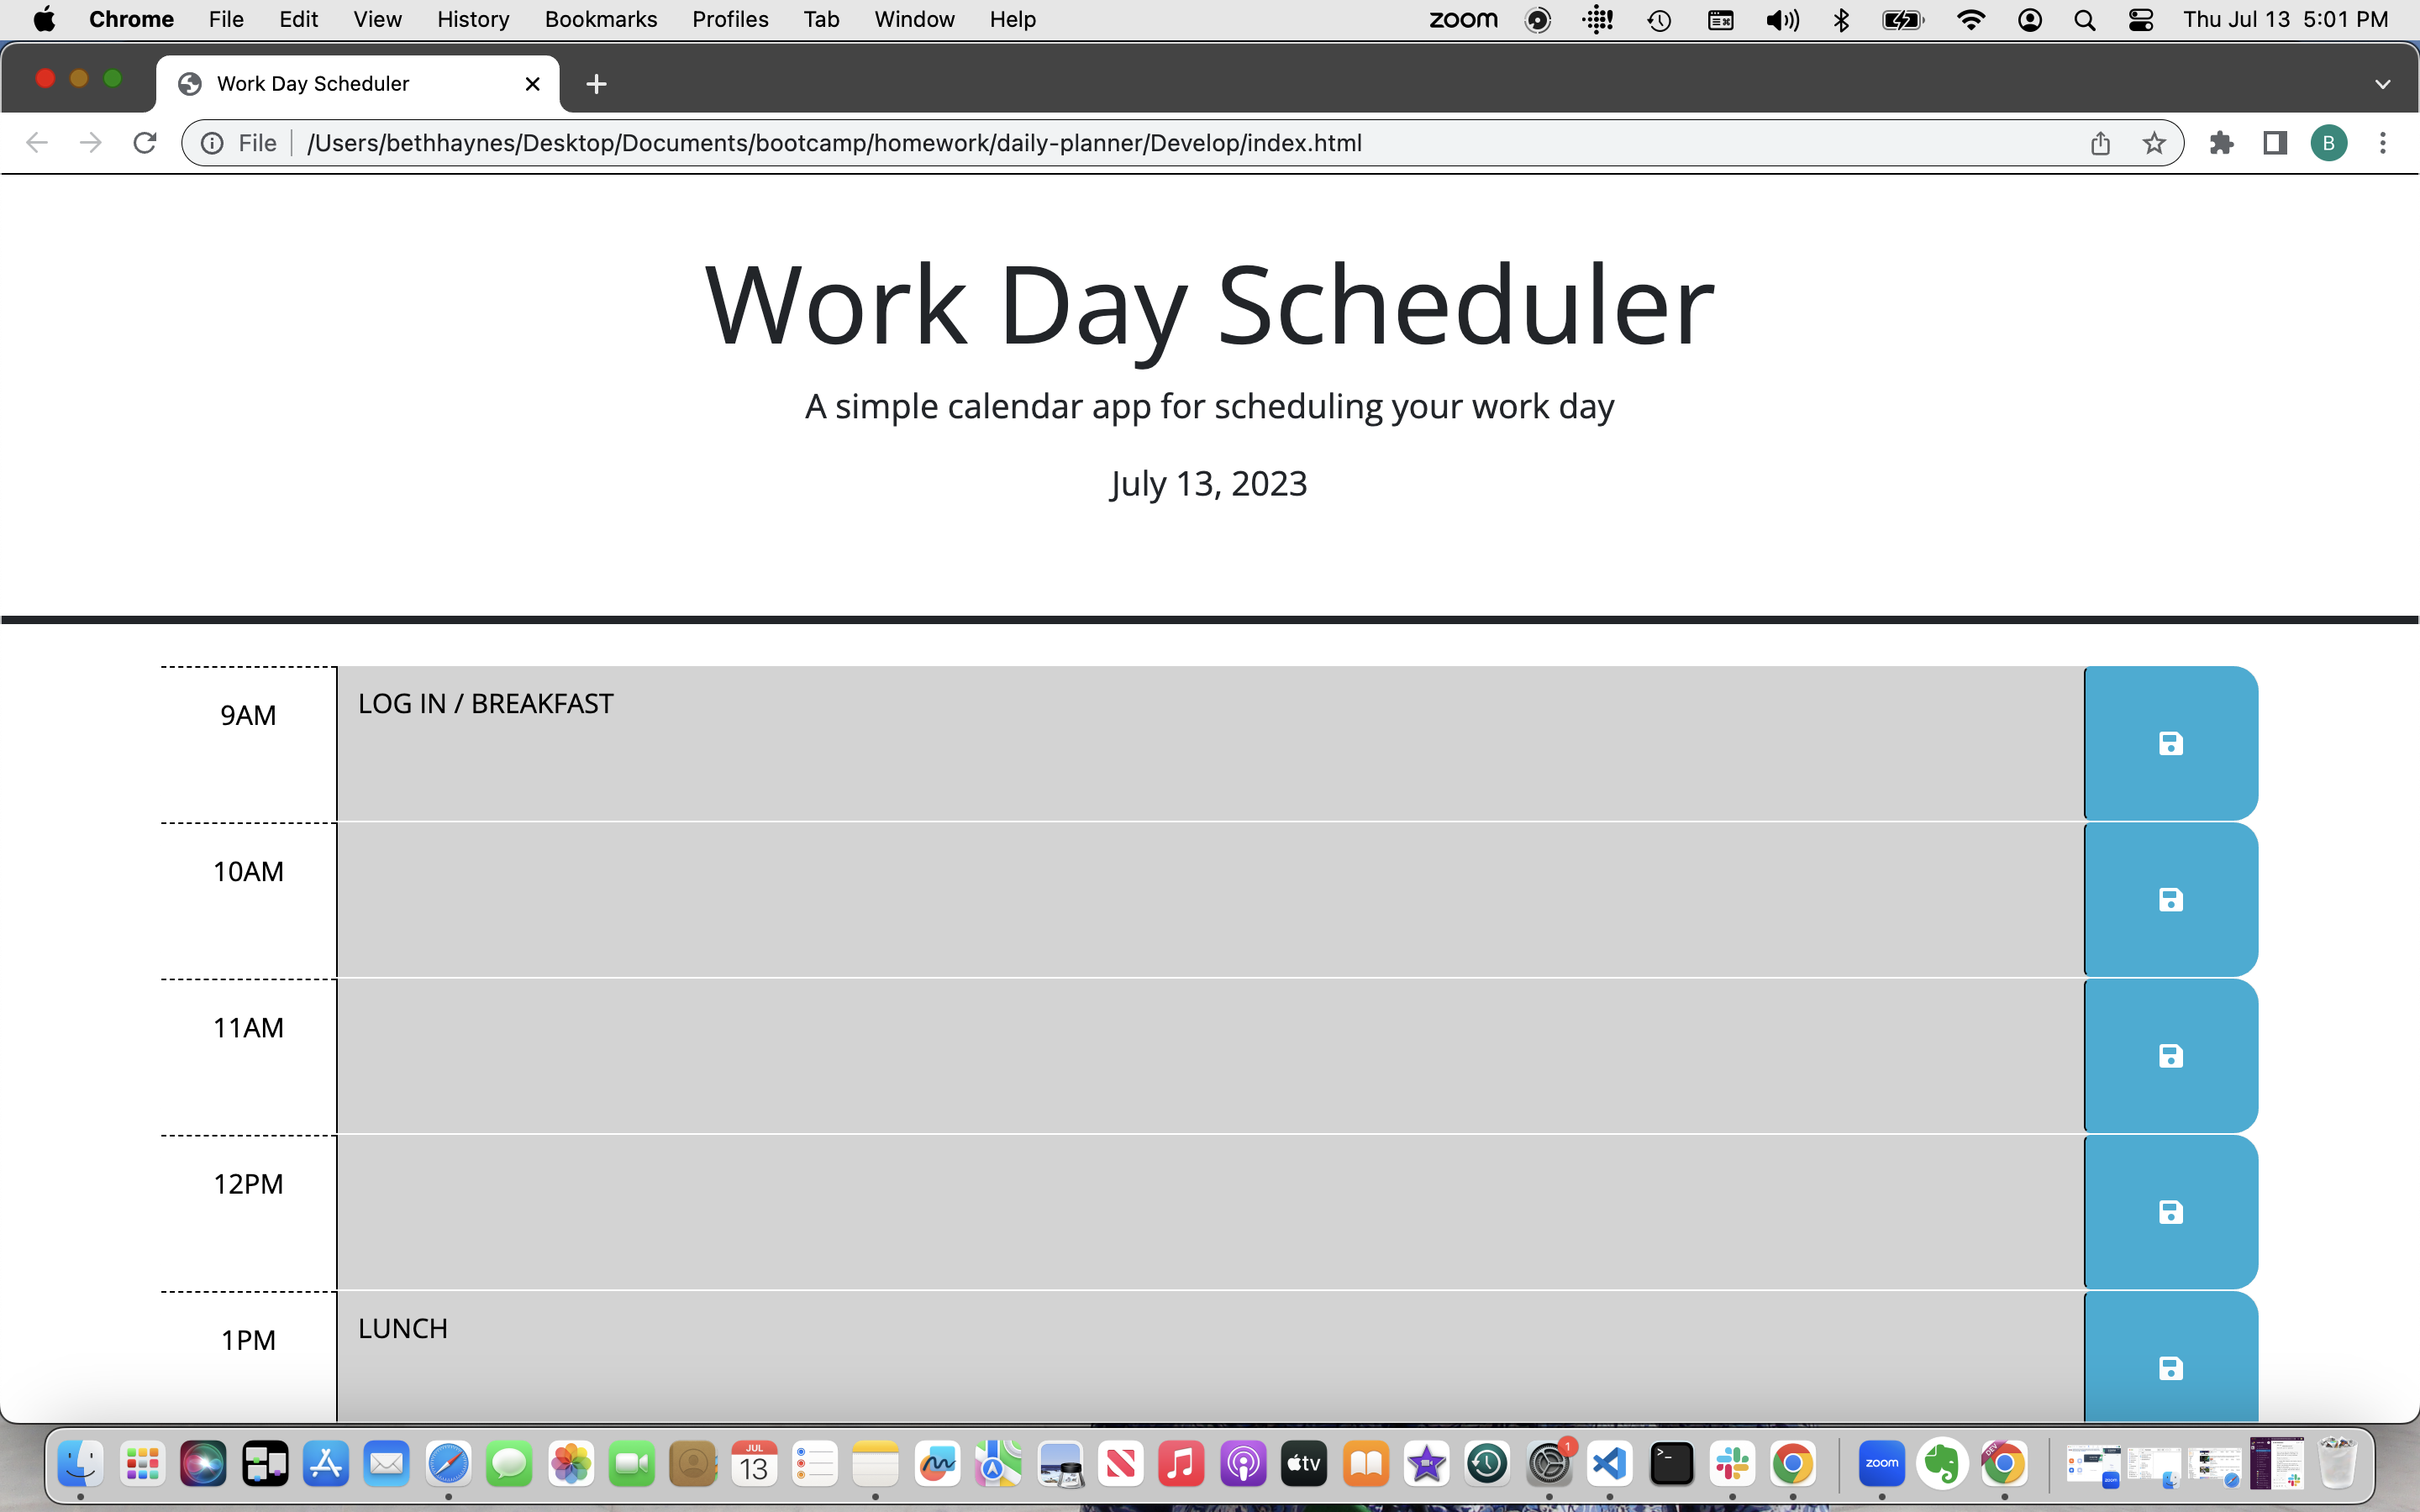 Chrome File Edit View History Bookmarks Profiles Tab Window Help zoom Thu Jul 13 5:01 PM
Work Day Scheduler
File /Users/bethhaynes/Desktop/Documents/bootcamp/homework/daily-planner/Develop/index.html B
Work Day Scheduler
A simple calendar app for scheduling your work day
July 13, 2023
9AM LOG IN / BREAKFAST
10AM
11AM
12PM
1PM LUNCH
JUL
13
tv
1
zoom
DEV